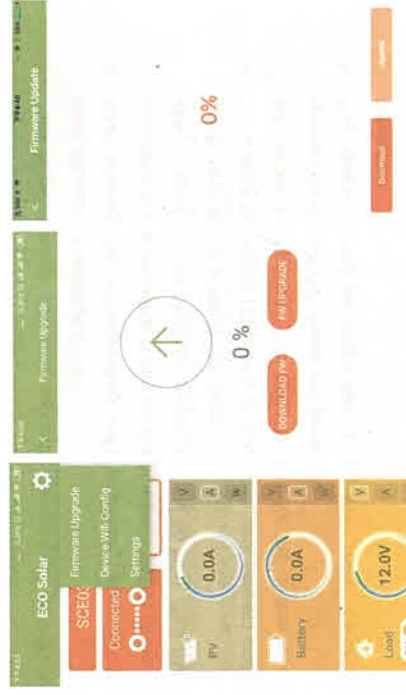 ECO Solar
Firmware Upgrade
Device Wifi Config
Settings
SCE03
Connected
PV
0.0A
V
A
W
Battery
0.0A
V
A
W
Load
12.0V
V
A
Firmware Upgrade
0 %
DOWNLOAD FW
FW UPGRADE
Firmware Update
0%
Download